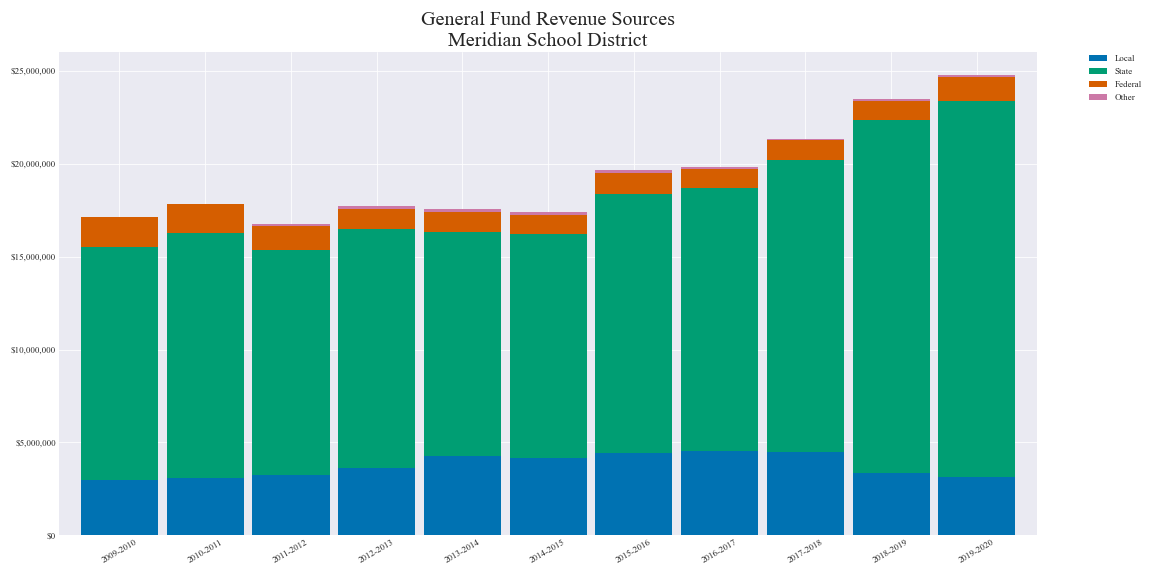 General Fund Revenue Sources
Meridian School District
Local
State
Federal
Other
$25,000,000
$20,000,000
$15,000,000
$10,000,000
$5,000,000
$0
2009-2010
2010-2011
2011-2012
2012-2013
2013-2014
2014-2015
2015-2016
2016-2017
2017-2018
2018-2019
2019-2020